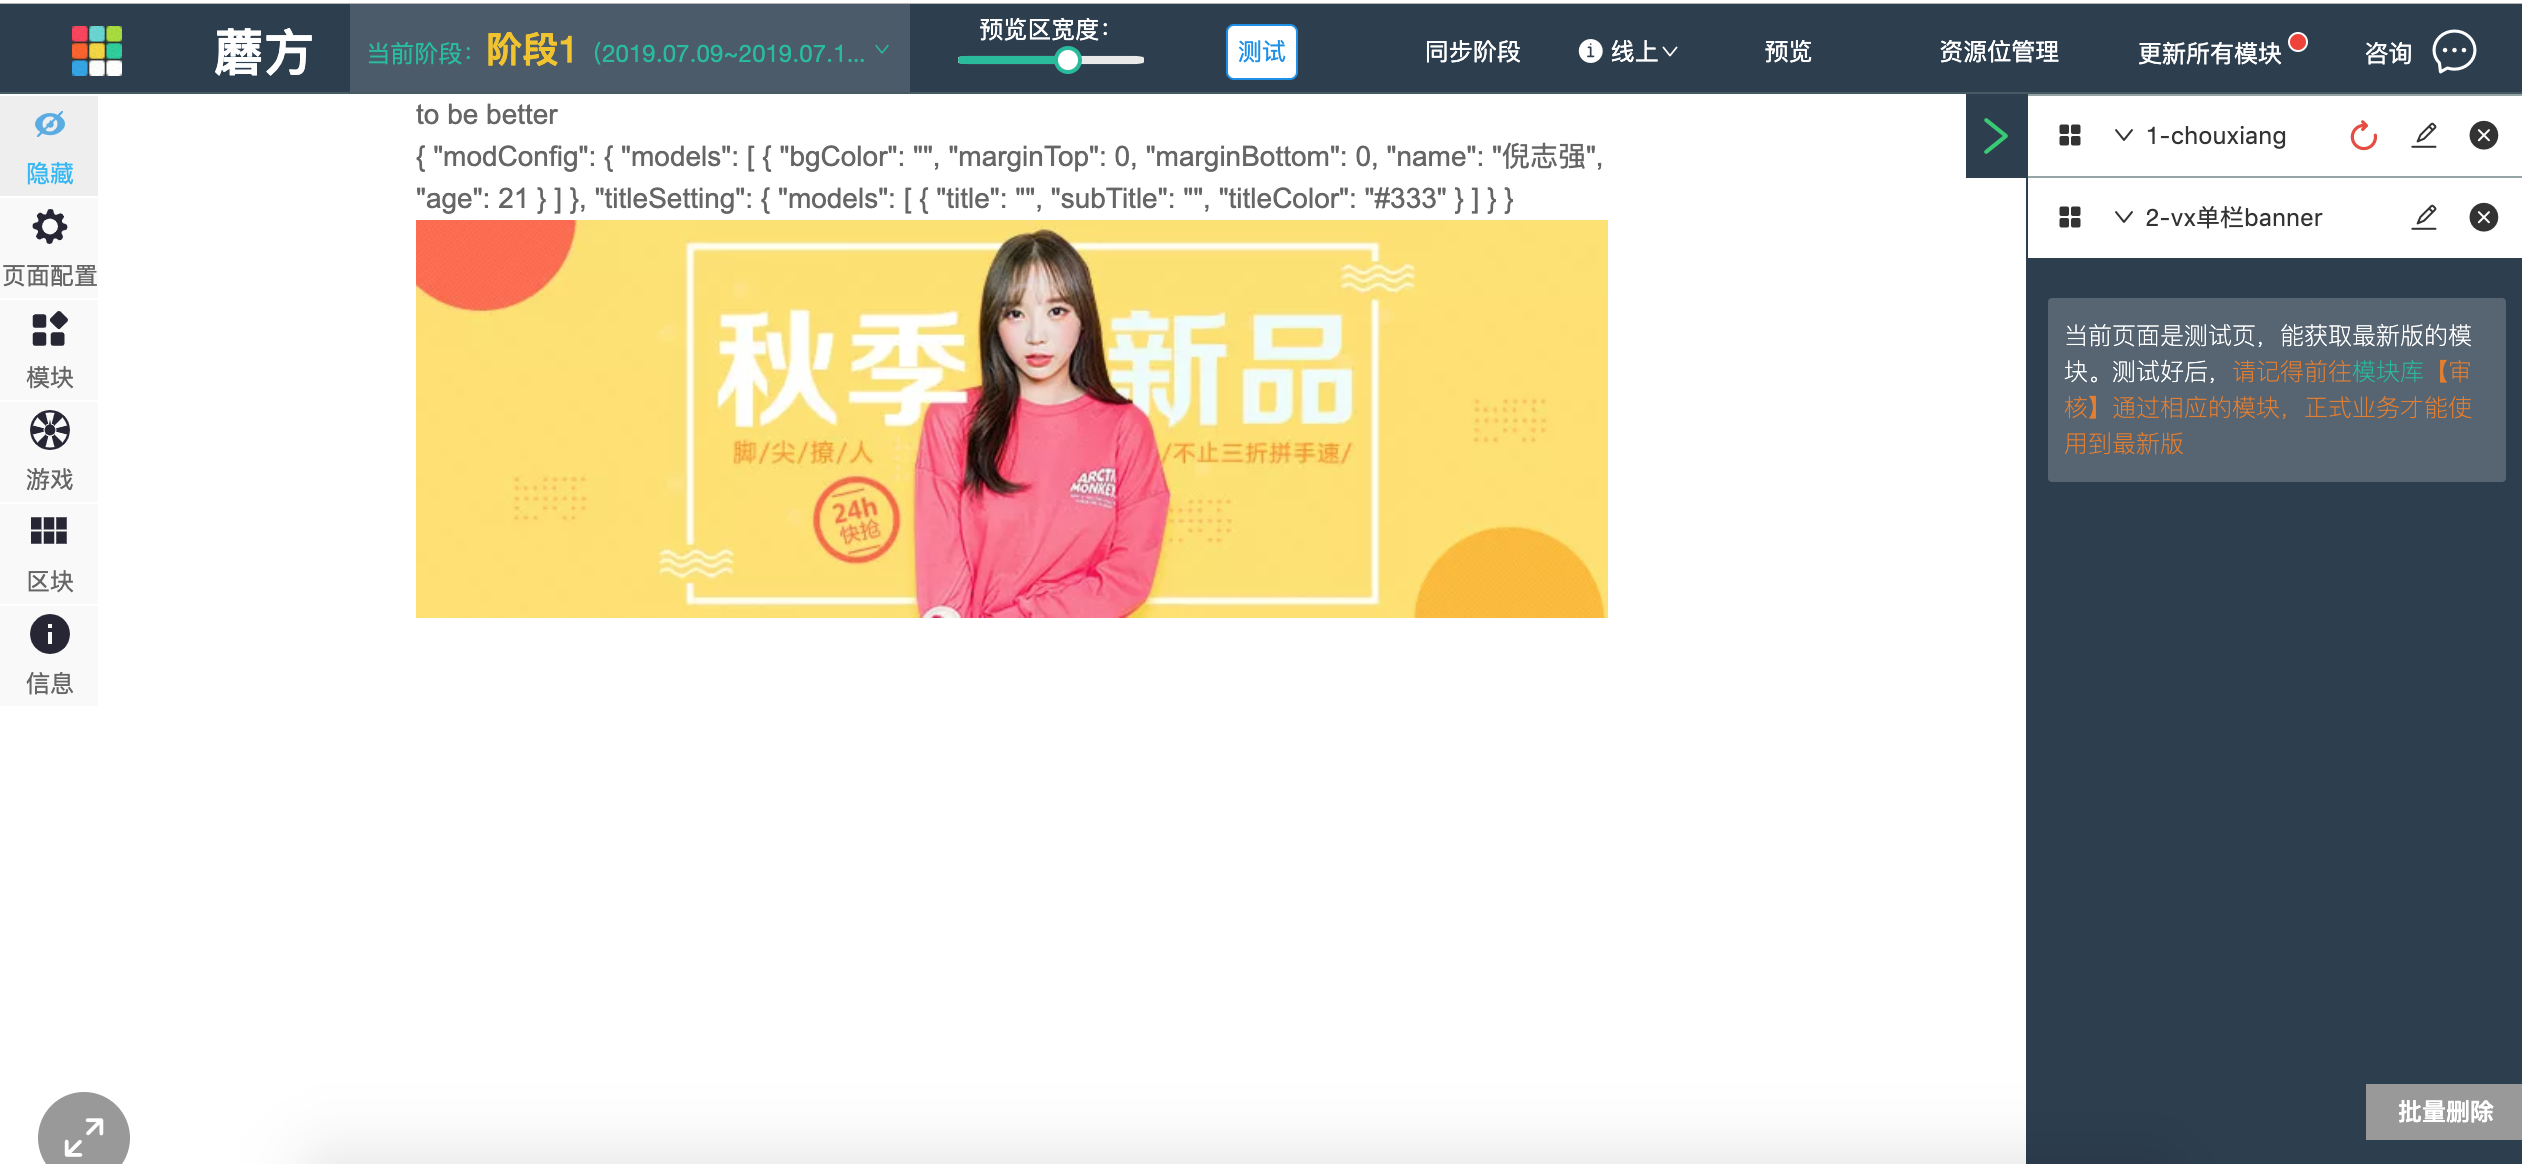 蘑方
当前阶段：阶段1 (2019.07.09~2019.07.1...
预览区宽度：
测试
同步阶段
线上
预览
资源位管理
更新所有模块
咨询
隐藏
页面配置
模块
游戏
区块
信息
to be better
{ "modConfig": { "models": [ { "bgColor": "", "marginTop": 0, "marginBottom": 0, "name": "倪志强",
"age": 21 } ] }, "titleSetting": { "models": [ { "title": "", "subTitle": "", "titleColor": "#333" } ] } }
秋季新品
脚/尖/撩/人
/不止三折拼手速/
24h
快抢
ARCTIC
MONKEY
1-chouxiang
2-vx单栏banner
当前页面是测试页，能获取最新版的模
块。测试好后，请记得前往模块库【审
核】通过相应的模块，正式业务才能使
用到最新版
批量删除